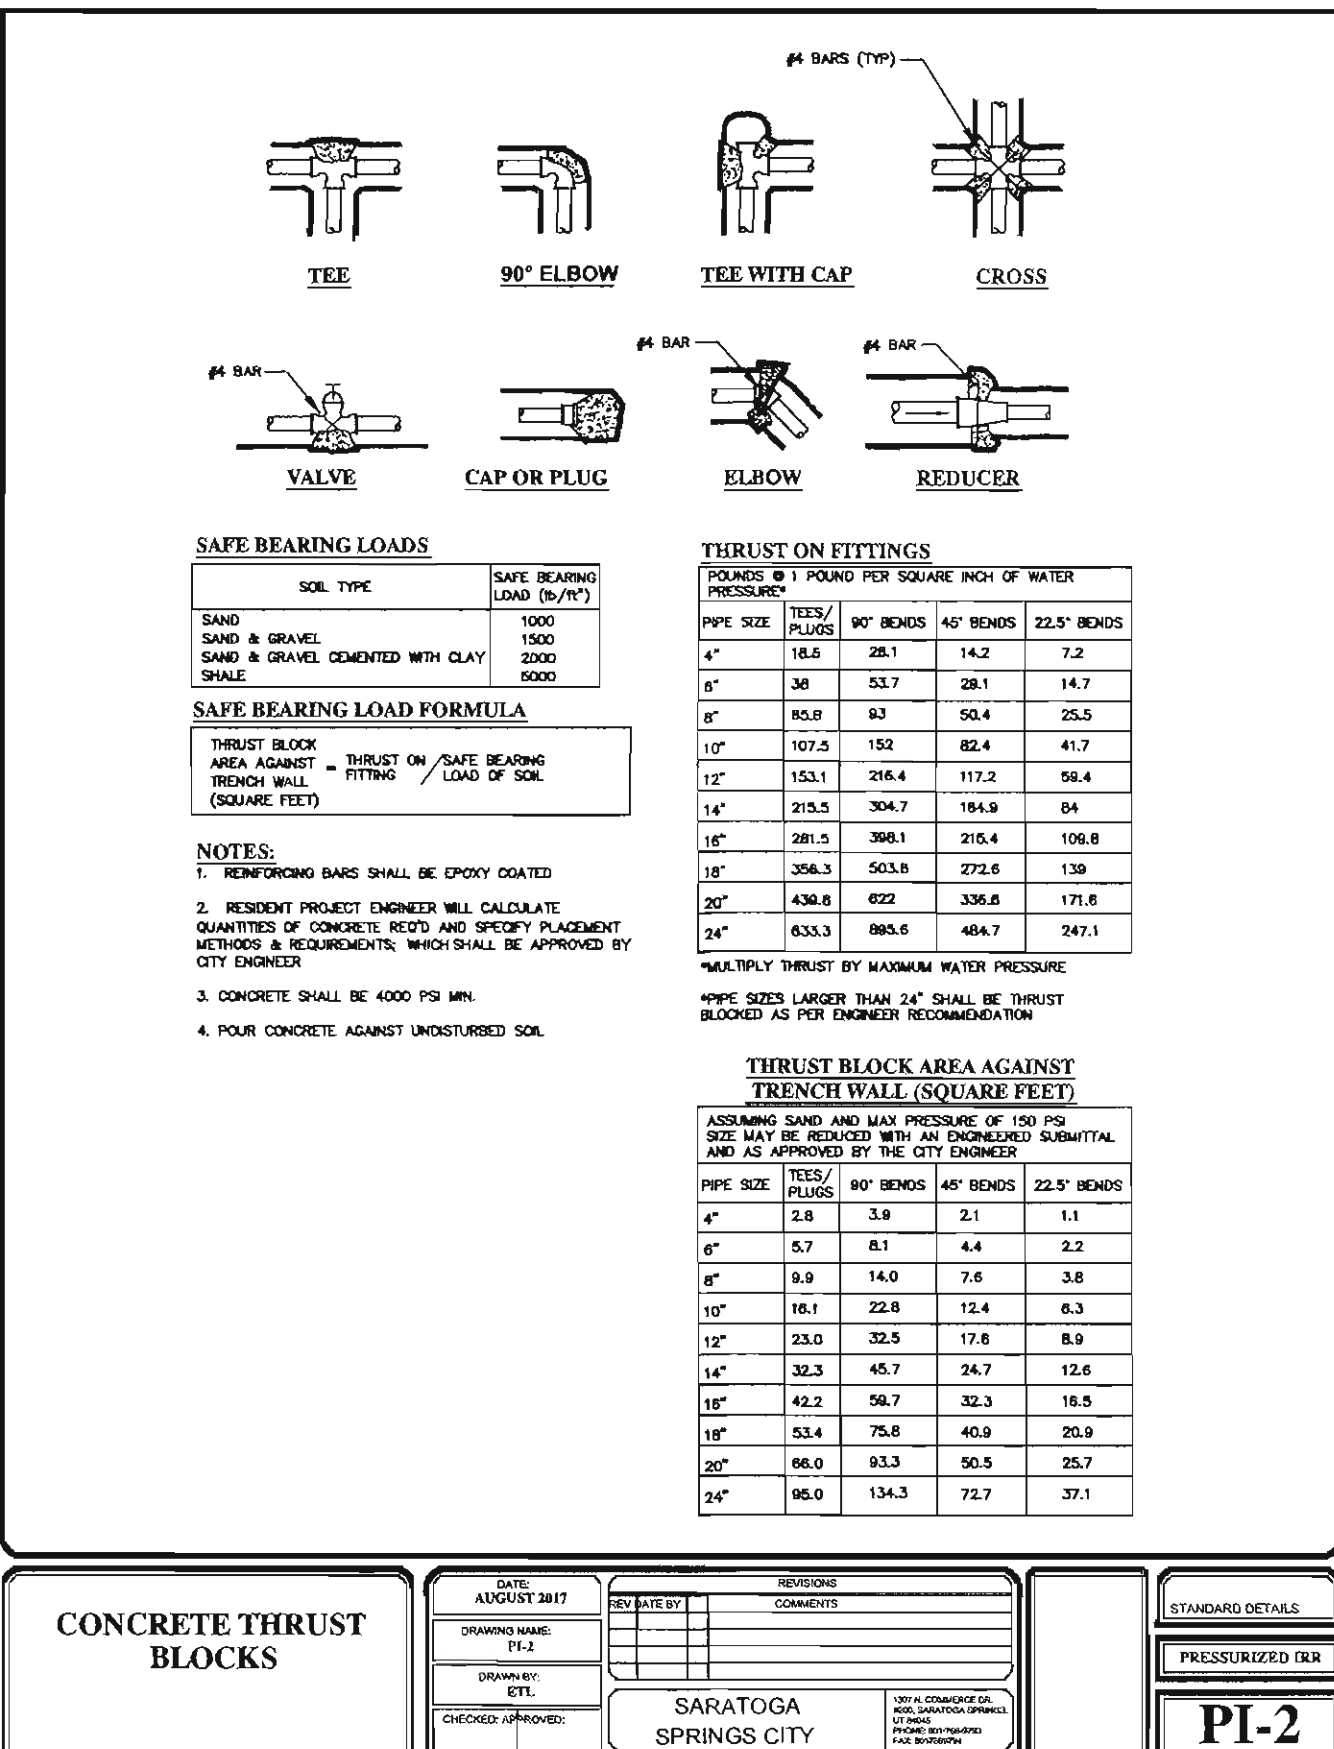 #4 BARS (TYP)
TEE
90° ELBOW
TEE WITH CAP
CROSS
#4 BAR
#4 BAR
#4 BAR
VALVE
CAP OR PLUG
ELBOW
REDUCER
SAFE BEARING LOADS
SOIL TYPE
SAFE BEARING
LOAD (lb/ft²)
SAND 1000
SAND & GRAVEL 1500
SAND & GRAVEL CEMENTED WITH CLAY 2000
SHALE 5000
SAFE BEARING LOAD FORMULA
THRUST BLOCK
AREA AGAINST
TRENCH WALL
(SQUARE FEET)
= THRUST ON / SAFE BEARING
FITTING LOAD OF SOIL
NOTES:
1. REINFORCING BARS SHALL BE EPOXY COATED
2. RESIDENT PROJECT ENGINEER WILL CALCULATE
QUANTITIES OF CONCRETE REQ'D AND SPECIFY PLACEMENT
METHODS & REQUIREMENTS; WHICH SHALL BE APPROVED BY
CITY ENGINEER
3. CONCRETE SHALL BE 4000 PSI MIN.
4. POUR CONCRETE AGAINST UNDISTURBED SOIL
THRUST ON FITTINGS
POUNDS @ 1 POUND PER SQUARE INCH OF WATER
PRESSURE*
PIPE SIZE TEES/ PLUGS 90° BENDS 45° BENDS 22.5° BENDS
4" 18.5 26.1 14.2 7.2
6" 38 53.7 29.1 14.7
8" 65.8 93 50.4 25.5
10" 107.5 152 82.4 41.7
12" 153.1 216.4 117.2 59.4
14" 215.5 304.7 164.9 84
16" 281.5 398.1 215.4 109.8
18" 356.3 503.8 272.6 139
20" 439.8 622 336.6 171.6
24" 633.3 895.6 484.7 247.1
*MULTIPLY THRUST BY MAXIMUM WATER PRESSURE
*PIPE SIZES LARGER THAN 24" SHALL BE THRUST
BLOCKED AS PER ENGINEER RECOMMENDATION
THRUST BLOCK AREA AGAINST
TRENCH WALL (SQUARE FEET)
ASSUMING SAND AND MAX PRESSURE OF 150 PSI
SIZE MAY BE REDUCED WITH AN ENGINEERED SUBMITTAL
AND AS APPROVED BY THE CITY ENGINEER
PIPE SIZE TEES/ PLUGS 90° BENDS 45° BENDS 22.5° BENDS
4" 2.8 3.9 2.1 1.1
6" 5.7 8.1 4.4 2.2
8" 9.9 14.0 7.6 3.8
10" 16.1 22.8 12.4 6.3
12" 23.0 32.5 17.6 8.9
14" 32.3 45.7 24.7 12.6
16" 42.2 59.7 32.3 16.5
18" 53.4 75.8 40.9 20.9
20" 66.0 93.3 50.5 25.7
24" 95.0 134.3 72.7 37.1
CONCRETE THRUST
BLOCKS
DATE:
AUGUST 2017
DRAWING NAME:
PI-2
DRAWN BY:
ETL
CHECKED: APPROVED:
REVISIONS
REV DATE BY COMMENTS
SARATOGA
SPRINGS CITY
1307 N. COMMERCE DR.
#200, SARATOGA SPRINGS,
UT 84045
STANDARD DETAILS
PRESSURIZED IRR
PI-2